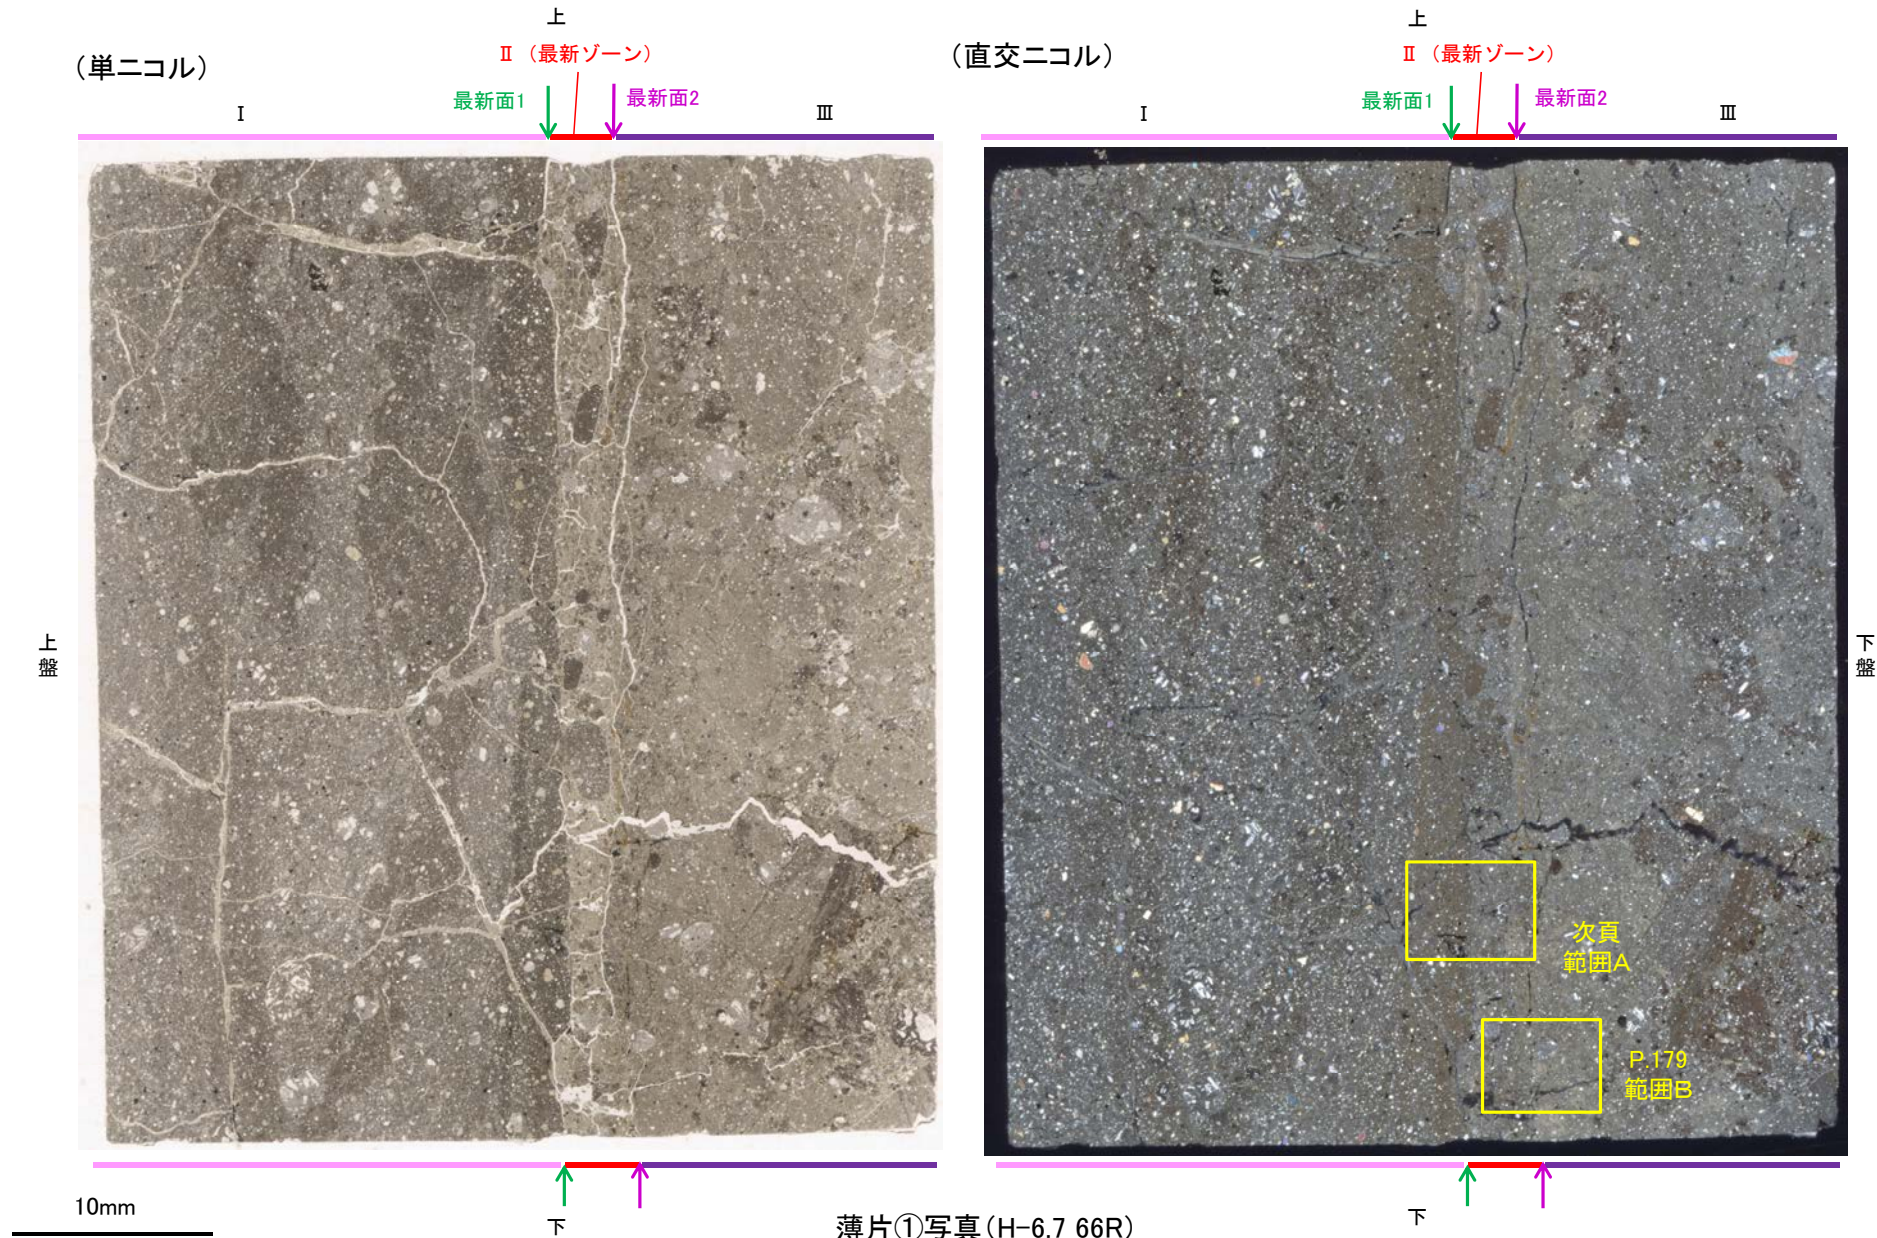 上
上
(単ニコル)
Ⅱ (最新ゾーン)
(直交ニコル)
Ⅱ (最新ゾーン)
最新面1
最新面2
最新面1
最新面2
Ⅰ
Ⅲ
Ⅰ
Ⅲ
上盤
下盤
次頁
範囲A
P.179
範囲B
10mm
下
下
薄片①写真(H-6.7 66R)